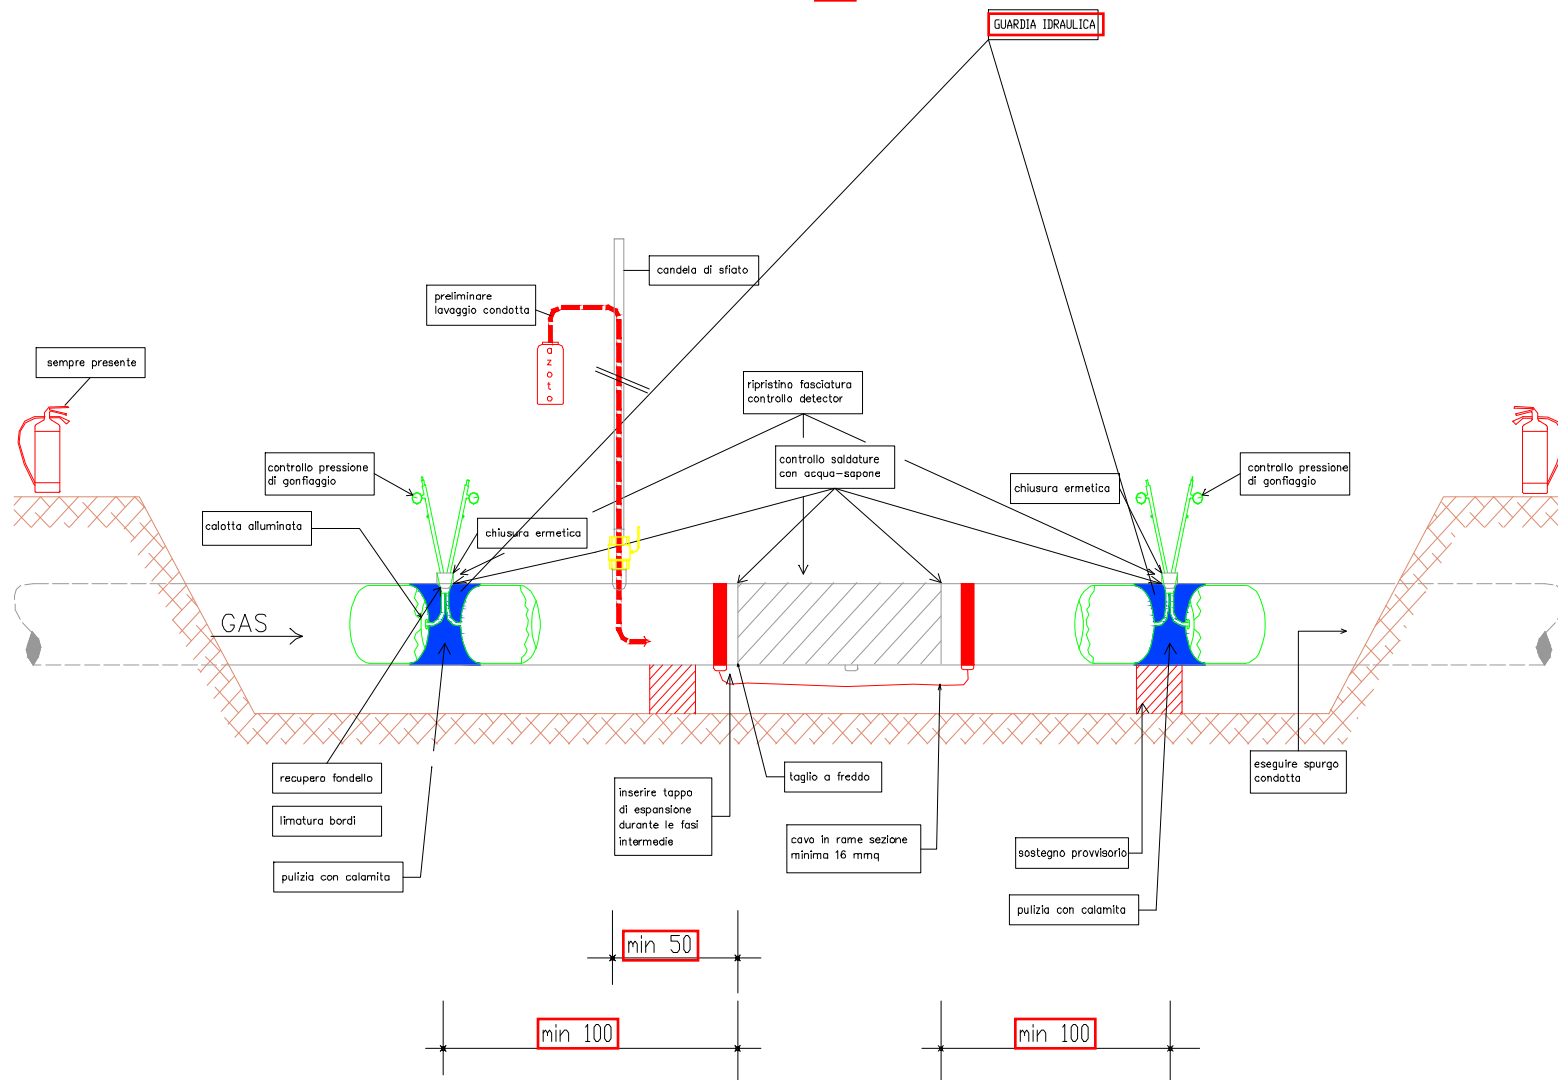 GUARDIA IDRAULICA
candela di sfiato
preliminare
lavaggio condotta
azoto
sempre presente
ripristino fasciatura
controllo detector
controllo saldature
con acqua-sapone
controllo pressione
di gonfiaggio
chiusura ermetica
controllo pressione
di gonfiaggio
calotta alluminata
chiusura ermetica
GAS
recupero fondello
limatura bordi
pulizia con calamita
inserire tappo
di espansione
durante le fasi
intermedie
taglio a freddo
cavo in rame sezione
minima 16 mmq
eseguire spurgo
condotta
sostegno provvisorio
pulizia con calamita
min 50
min 100
min 100